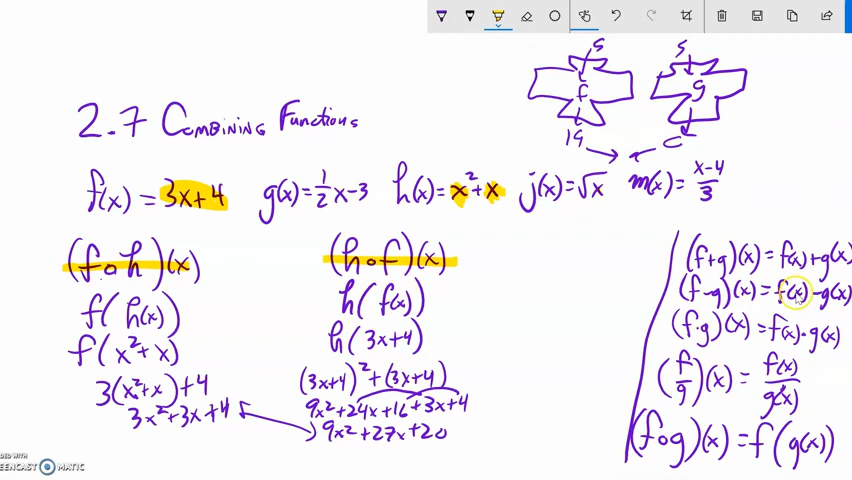 5 5
f g
19 C
2.7 Combining Functions
f(x) = 3x+4 g(x) = 1/2 x-3 h(x) = x²+x j(x) = √x m(x) = x-4/3
(f∘h)(x)
f(h(x))
f(x²+x)
3(x²+x)+4
3x²+3x+4
(h∘f)(x)
h(f(x))
h(3x+4)
(3x+4)²+(3x+4)
9x²+24x+16+3x+4
9x²+27x+20
(f+g)(x) = f(x)+g(x)
(f-g)(x) = f(x)-g(x)
(f·g)(x) = f(x)·g(x)
(f/g)(x) = f(x)/g(x)
(f∘g)(x) = f(g(x))